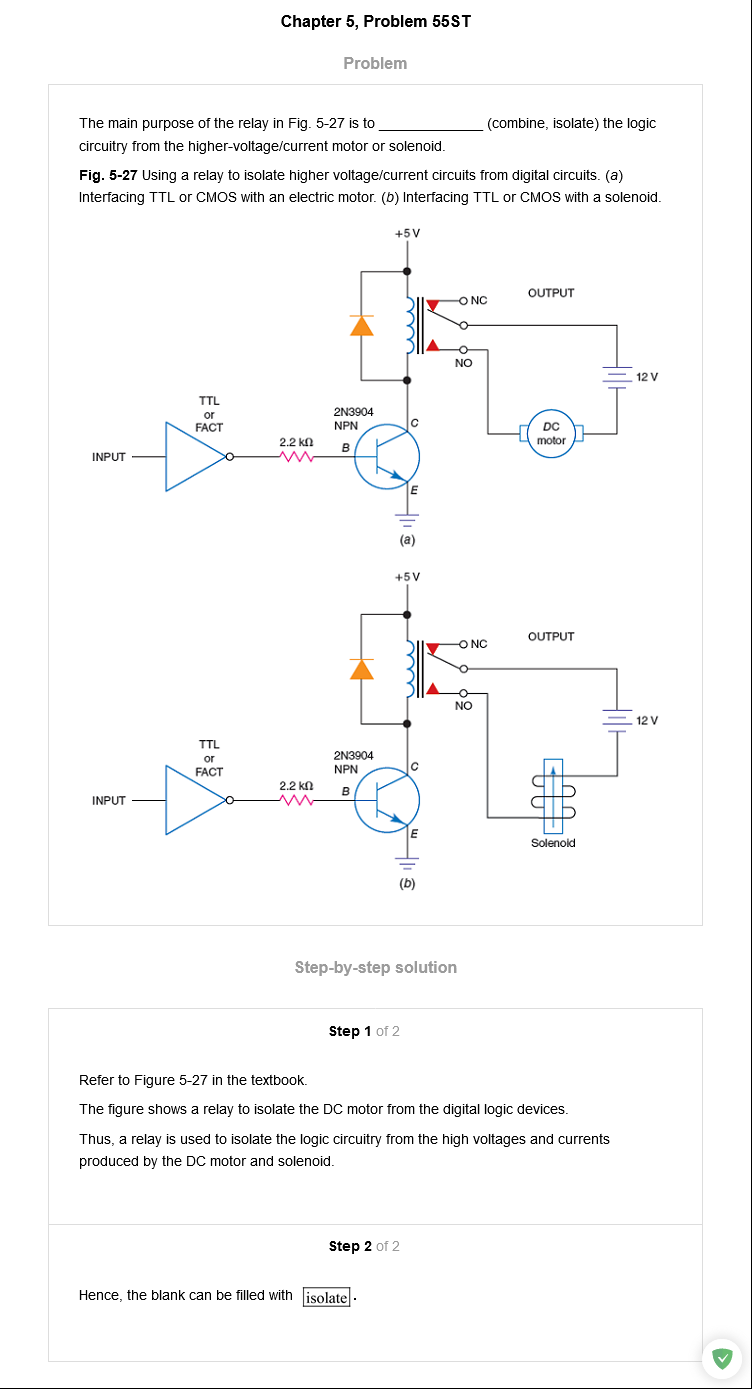 Chapter 5, Problem 55ST
Problem
The main purpose of the relay in Fig. 5-27 is to _____________ (combine, isolate) the logic
circuitry from the higher-voltage/current motor or solenoid.
Fig. 5-27 Using a relay to isolate higher voltage/current circuits from digital circuits. (a)
Interfacing TTL or CMOS with an electric motor. (b) Interfacing TTL or CMOS with a solenoid.
+5 V
NC
OUTPUT
NO
12 V
TTL
or
FACT
2N3904
NPN
C
DC
motor
2.2 kΩ
B
INPUT
E
(a)
+5 V
NC
OUTPUT
NO
12 V
TTL
or
FACT
2N3904
NPN
C
2.2 kΩ
B
INPUT
E
Solenoid
(b)
Step-by-step solution
Step 1 of 2
Refer to Figure 5-27 in the textbook.
The figure shows a relay to isolate the DC motor from the digital logic devices.
Thus, a relay is used to isolate the logic circuitry from the high voltages and currents
produced by the DC motor and solenoid.
Step 2 of 2
Hence, the blank can be filled with isolate.